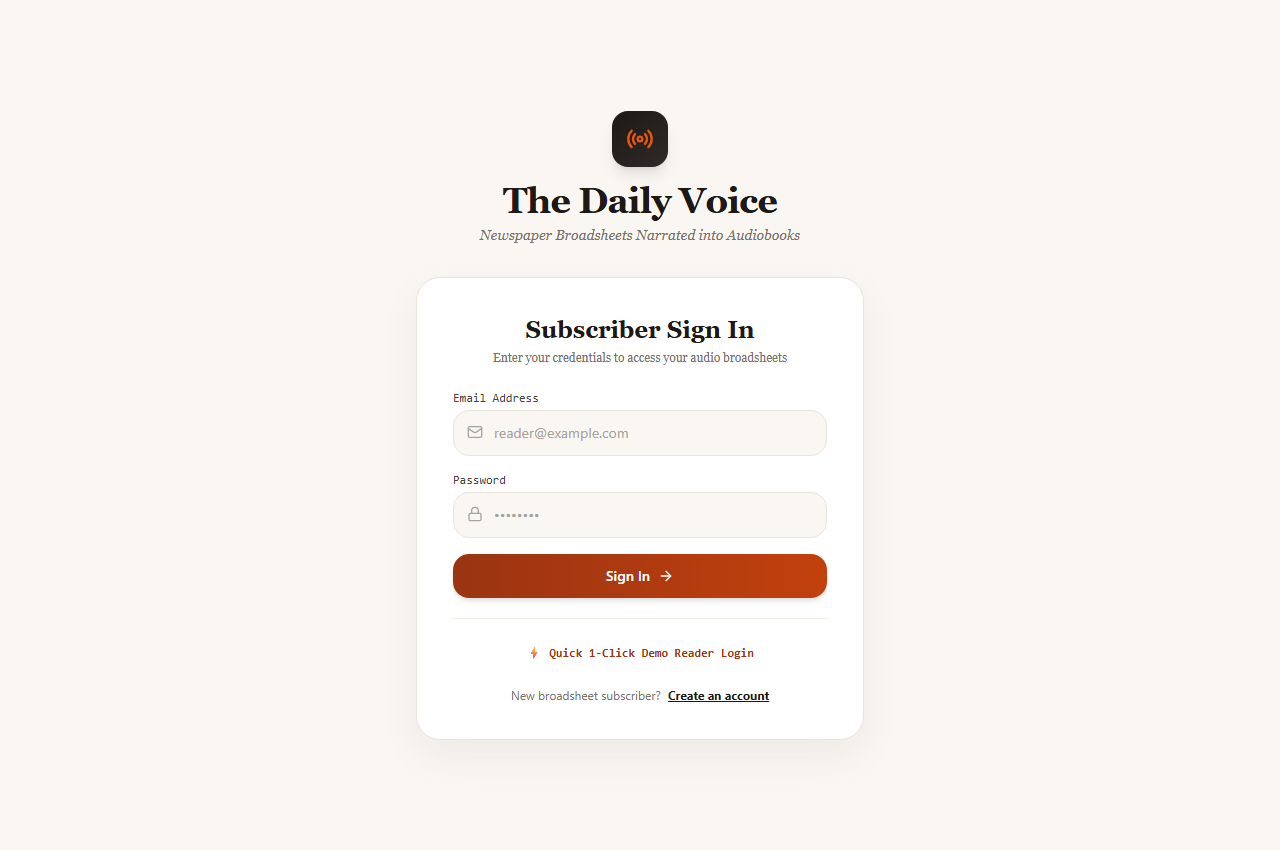 The Daily Voice
Newspaper Broadsheets Narrated into Audiobooks
Subscriber Sign In
Enter your credentials to access your audio broadsheets
Email Address
reader@example.com
Password
••••••••
Sign In
Quick 1-Click Demo Reader Login
New broadsheet subscriber? Create an account